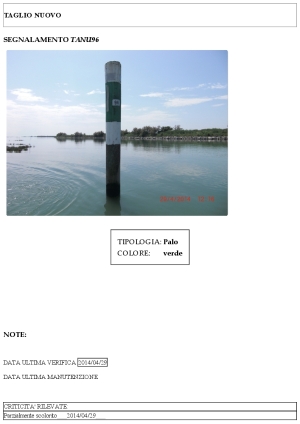 TAGLIO NUOVO
SEGNALAMENTO TANU96
TIPOLOGIA: Palo
COLORE: verde
NOTE:
DATA ULTIMA VERIFICA 2014/04/29
DATA ULTIMA MANUTENZIONE
CRITICITA' RILEVATE
Parzialmente scolorito 2014/04/29